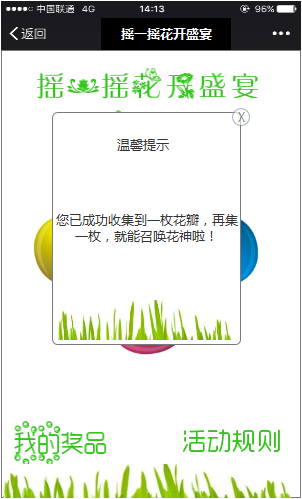 中国联通 4G 14:13 96%
返回 摇一摇花开盛宴
摇一摇花开盛宴
X
温馨提示
您已成功收集到一枚花瓣，再集
一枚，就能召唤花神啦！
我的奖品 活动规则